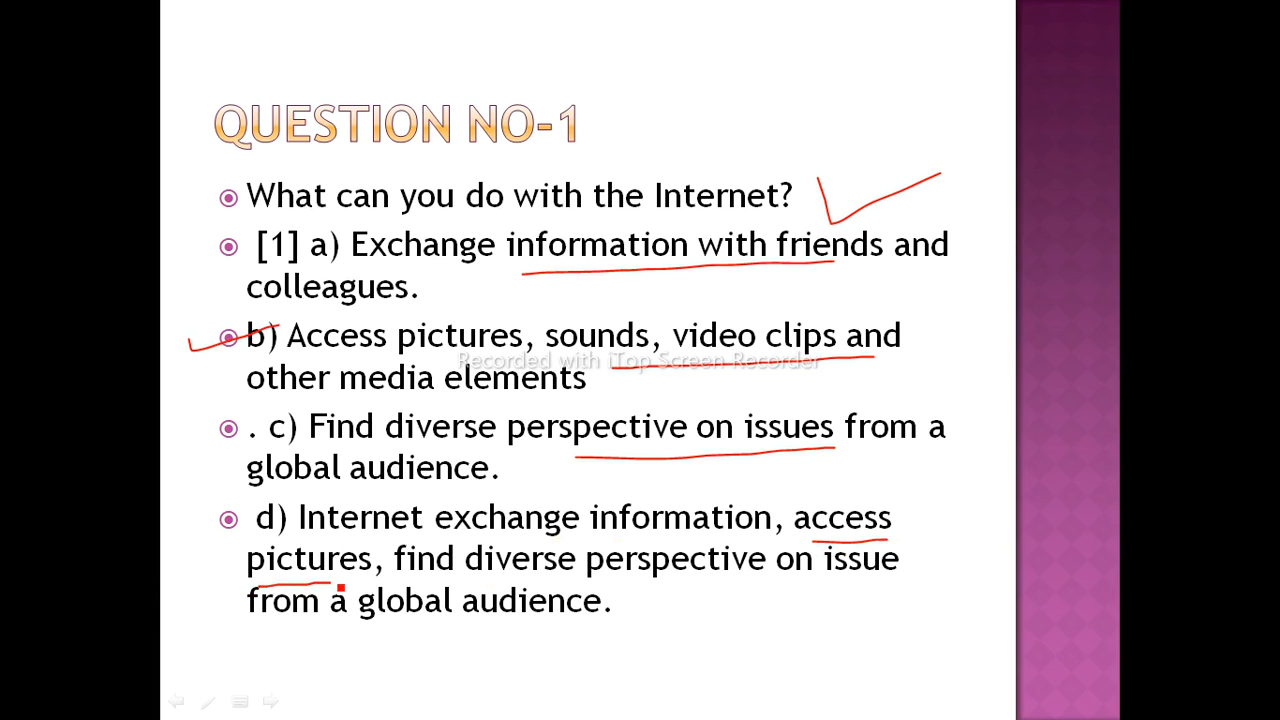 QUESTION NO-1
What can you do with the Internet?
[1] a) Exchange information with friends and
colleagues.
b) Access pictures, sounds, video clips and
Recorded with iTop Screen Recorder
other media elements
. c) Find diverse perspective on issues from a
global audience.
d) Internet exchange information, access
pictures, find diverse perspective on issue
from a global audience.